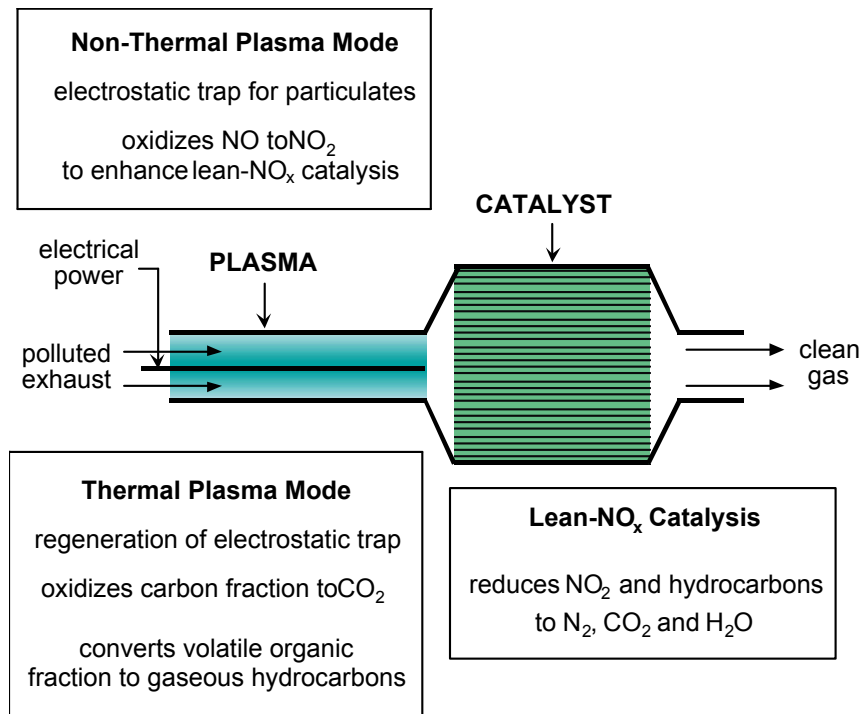 Non-Thermal Plasma Mode
electrostatic trap for particulates
oxidizes NO toNO₂
to enhance lean-NOₓ catalysis
CATALYST
electrical
power
PLASMA
polluted
exhaust
clean
gas
Thermal Plasma Mode
regeneration of electrostatic trap
oxidizes carbon fraction toCO₂
converts volatile organic
fraction to gaseous hydrocarbons
Lean-NOₓ Catalysis
reduces NO₂ and hydrocarbons
to N₂, CO₂ and H₂O